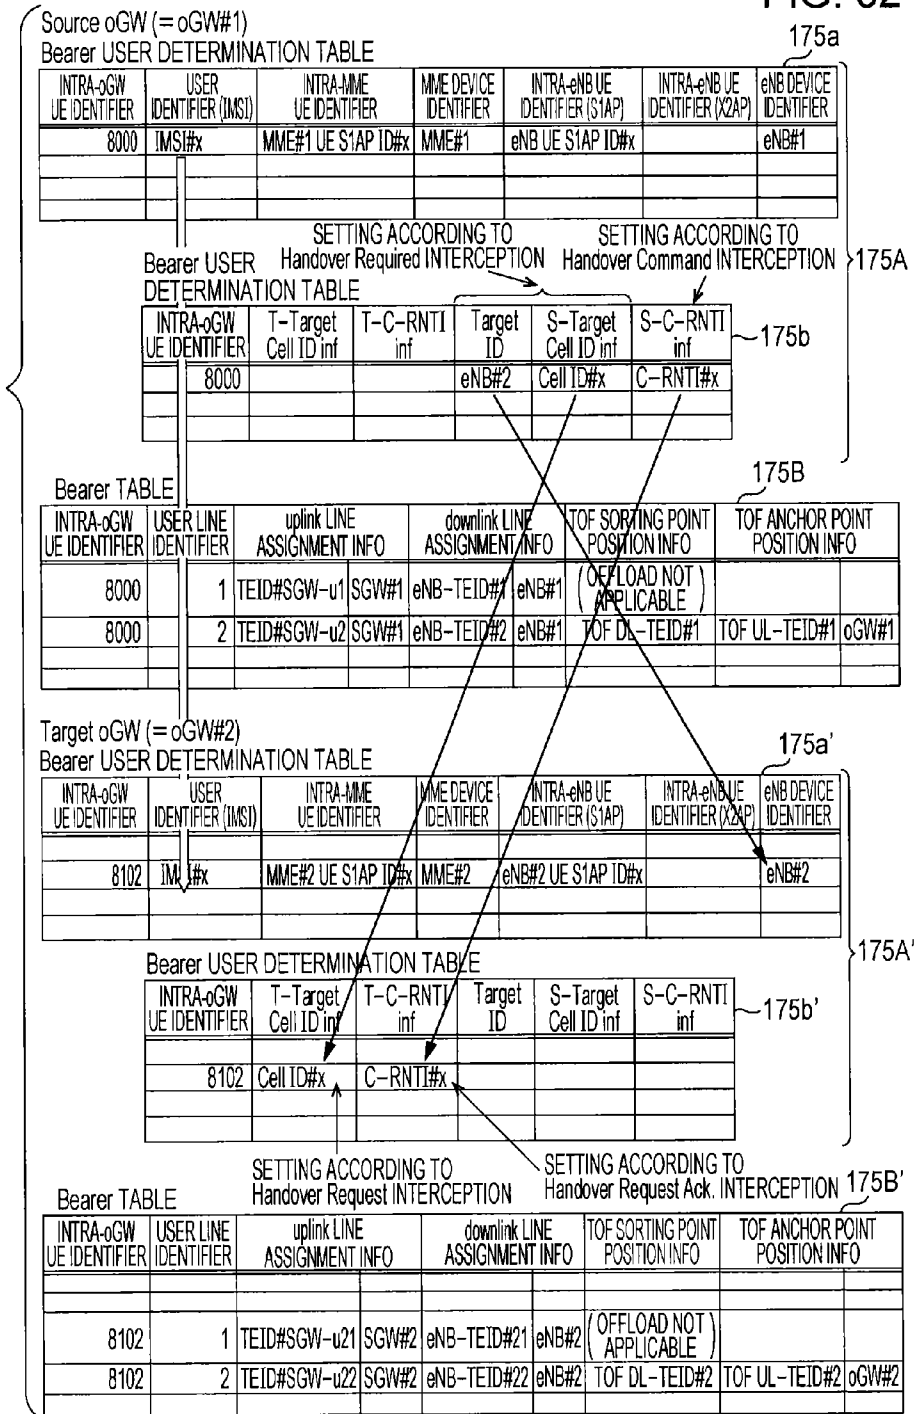 FIG. 62
Source oGW (=oGW#1)
Bearer USER DETERMINATION TABLE
175a
INTRA-oGW UE IDENTIFIER
USER IDENTIFIER (IMSI)
INTRA-MME UE IDENTIFIER
MME DEVICE IDENTIFIER
INTRA-eNB UE IDENTIFIER (S1AP)
INTRA-eNB UE IDENTIFIER (X2AP)
eNB DEVICE IDENTIFIER
8000 IMSI#x MME#1 UE S1AP ID#x MME#1 eNB UE S1AP ID#x eNB#1
SETTING ACCORDING TO
Handover Required INTERCEPTION
SETTING ACCORDING TO
Handover Command INTERCEPTION
175A
Bearer USER
DETERMINATION TABLE
INTRA-oGW UE IDENTIFIER
T-Target Cell ID inf
T-C-RNTI inf
Target ID
S-Target Cell ID inf
S-C-RNTI inf
175b
8000 eNB#2 Cell ID#x C-RNTI#x
Bearer TABLE
175B
INTRA-oGW UE IDENTIFIER
USER LINE IDENTIFIER
uplink LINE ASSIGNMENT INFO
downlink LINE ASSIGNMENT INFO
TOF SORTING POINT POSITION INFO
TOF ANCHOR POINT POSITION INFO
8000 1 TEID#SGW-u1 SGW#1 eNB-TEID#1 eNB#1 (OFFLOAD NOT APPLICABLE)
8000 2 TEID#SGW-u2 SGW#1 eNB-TEID#2 eNB#1 TOF DL-TEID#1 TOF UL-TEID#1 oGW#1
Target oGW (=oGW#2)
Bearer USER DETERMINATION TABLE
175a'
INTRA-oGW UE IDENTIFIER
USER IDENTIFIER (IMSI)
INTRA-MME UE IDENTIFIER
MME DEVICE IDENTIFIER
INTRA-eNB UE IDENTIFIER (S1AP)
INTRA-eNB UE IDENTIFIER (X2AP)
eNB DEVICE IDENTIFIER
8102 IMSI#x MME#2 UE S1AP ID#x MME#2 eNB#2 UE S1AP ID#x eNB#2
175A'
Bearer USER DETERMINATION TABLE
INTRA-oGW UE IDENTIFIER
T-Target Cell ID inf
T-C-RNTI inf
Target ID
S-Target Cell ID inf
S-C-RNTI inf
175b'
8102 Cell ID#x C-RNTI#x
SETTING ACCORDING TO
Handover Request INTERCEPTION
SETTING ACCORDING TO
Handover Request Ack. INTERCEPTION
175B'
Bearer TABLE
INTRA-oGW UE IDENTIFIER
USER LINE IDENTIFIER
uplink LINE ASSIGNMENT INFO
downlink LINE ASSIGNMENT INFO
TOF SORTING POINT POSITION INFO
TOF ANCHOR POINT POSITION INFO
8102 1 TEID#SGW-u21 SGW#2 eNB-TEID#21 eNB#2 (OFFLOAD NOT APPLICABLE)
8102 2 TEID#SGW-u22 SGW#2 eNB-TEID#22 eNB#2 TOF DL-TEID#2 TOF UL-TEID#2 oGW#2